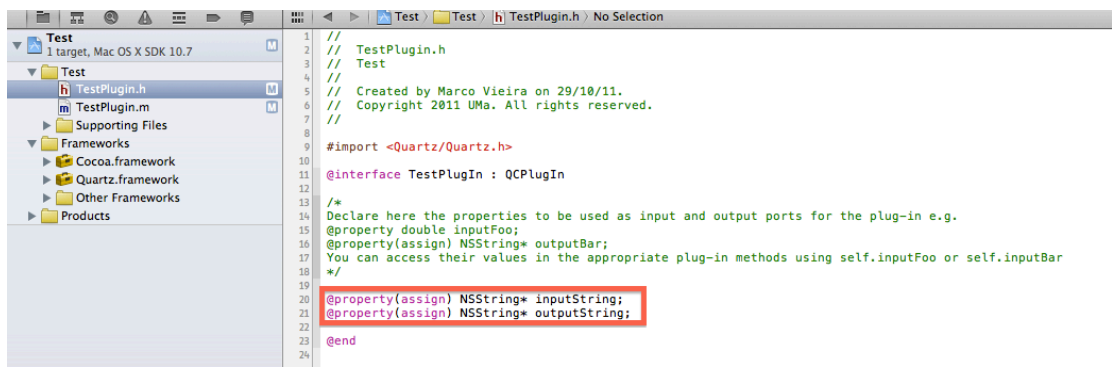 Test 〉 Test 〉 h TestPlugin.h 〉 No Selection
Test
1 target, Mac OS X SDK 10.7
M
Test
h TestPlugin.h M
m TestPlugin.m M
Supporting Files
Frameworks
Cocoa.framework
Quartz.framework
Other Frameworks
Products
1 //
2 // TestPlugin.h
3 // Test
4 //
5 // Created by Marco Vieira on 29/10/11.
6 // Copyright 2011 UMa. All rights reserved.
7 //
8
9 #import <Quartz/Quartz.h>
10
11 @interface TestPlugIn : QCPlugIn
12
13 /*
14 Declare here the properties to be used as input and output ports for the plug-in e.g.
15 @property double inputFoo;
16 @property(assign) NSString* outputBar;
17 You can access their values in the appropriate plug-in methods using self.inputFoo or self.inputBar
18 */
19
20 @property(assign) NSString* inputString;
21 @property(assign) NSString* outputString;
22
23 @end
24